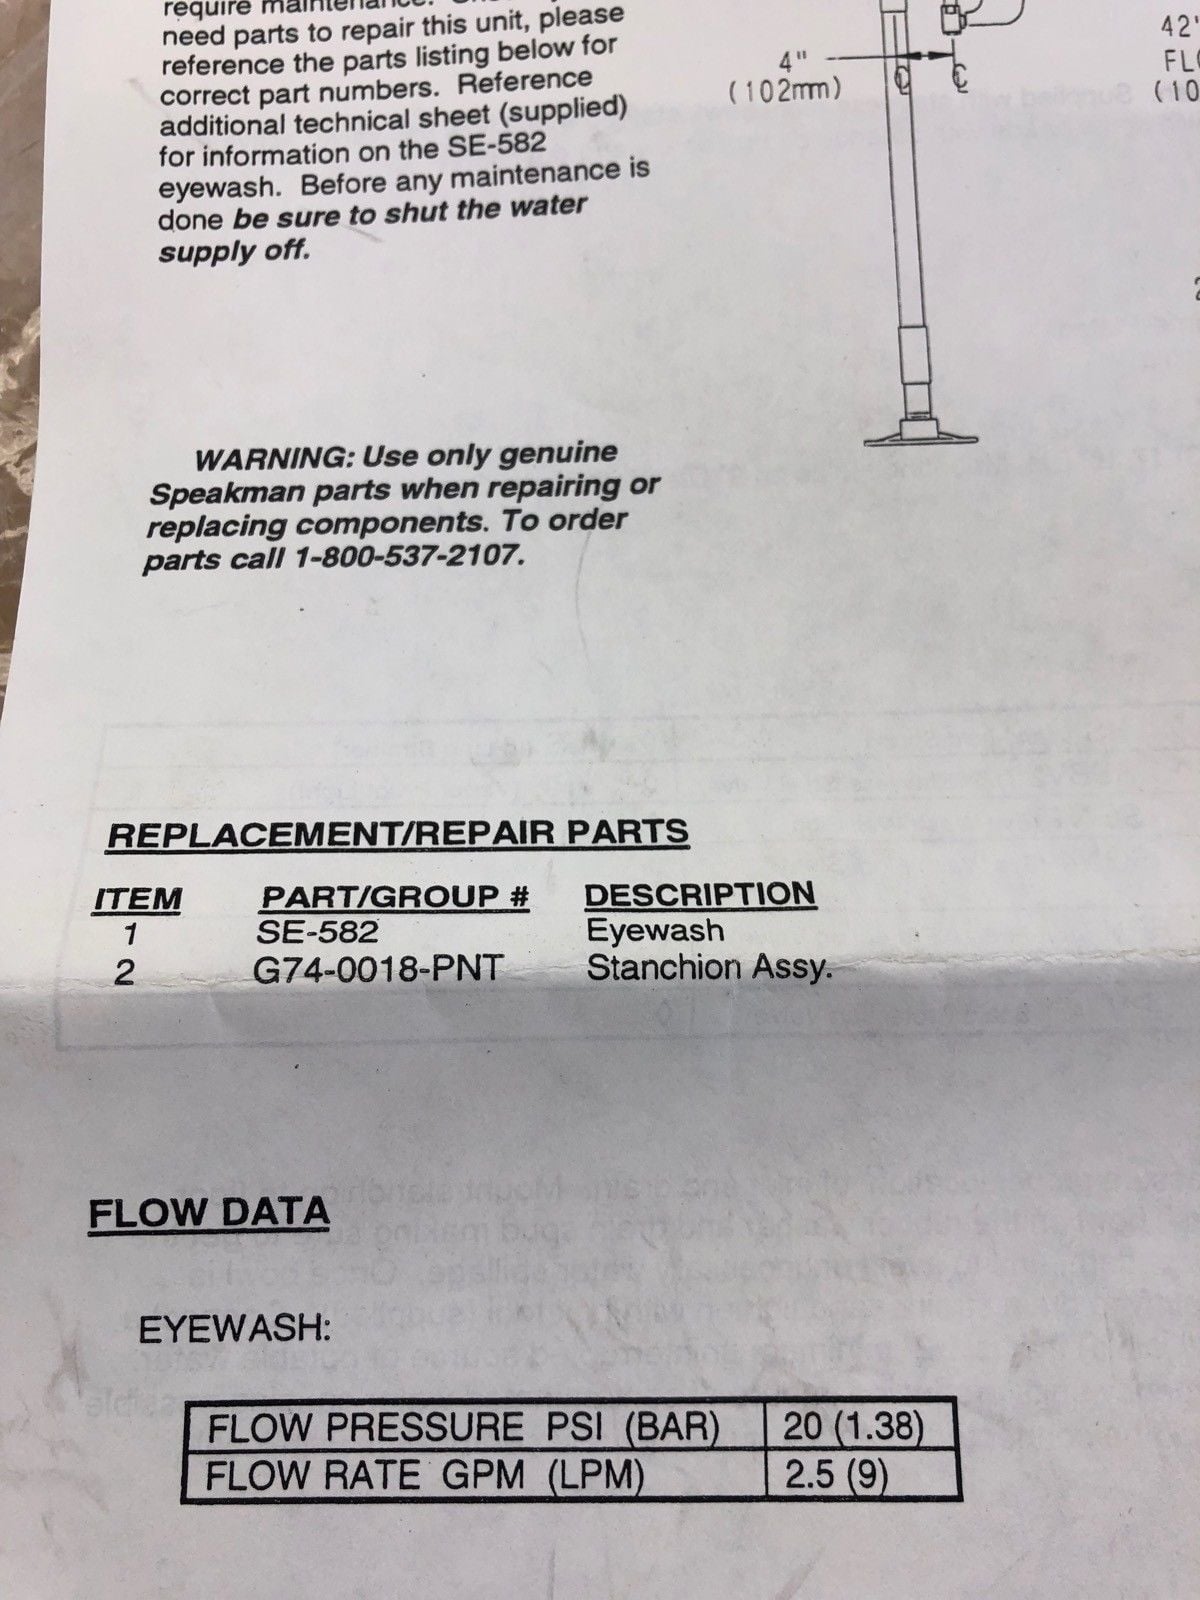 require
need parts to repair this unit, please
reference the parts listing below for
correct part numbers. Reference
additional technical sheet (supplied)
for information on the SE-582
eyewash. Before any maintenance is
done be sure to shut the water
supply off.
4"
(102mm)
42"
WARNING: Use only genuine
Speakman parts when repairing or
replacing components. To order
parts call 1-800-537-2107.
REPLACEMENT/REPAIR PARTS
ITEM PART/GROUP # DESCRIPTION
1 SE-582 Eyewash
2 G74-0018-PNT Stanchion Assy.
FLOW DATA
EYEWASH:
FLOW PRESSURE PSI (BAR) 20 (1.38)
FLOW RATE GPM (LPM) 2.5 (9)